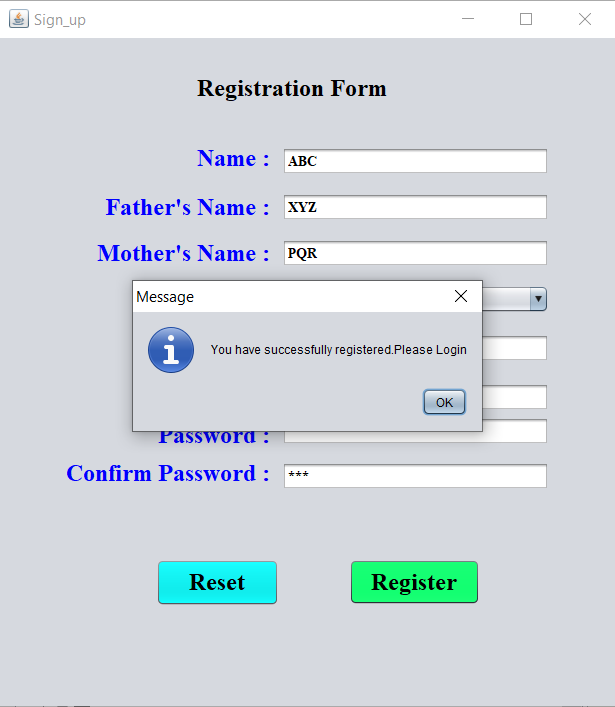 Sign_up
Registration Form
Name :
ABC
Father's Name :
XYZ
Mother's Name :
PQR
Message
You have successfully registered.Please Login
OK
Password :
Confirm Password :
***
Reset
Register